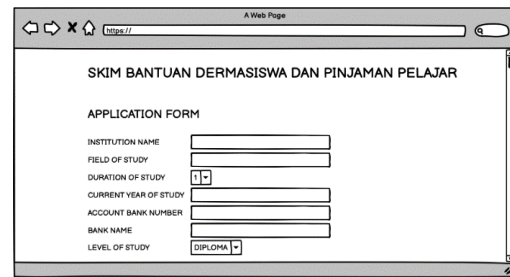 A Web Page
https://
SKIM BANTUAN DERMASISWA DAN PINJAMAN PELAJAR
APPLICATION FORM
INSTITUTION NAME
FIELD OF STUDY
DURATION OF STUDY 1
CURRENT YEAR OF STUDY
ACCOUNT BANK NUMBER
BANK NAME
LEVEL OF STUDY DIPLOMA